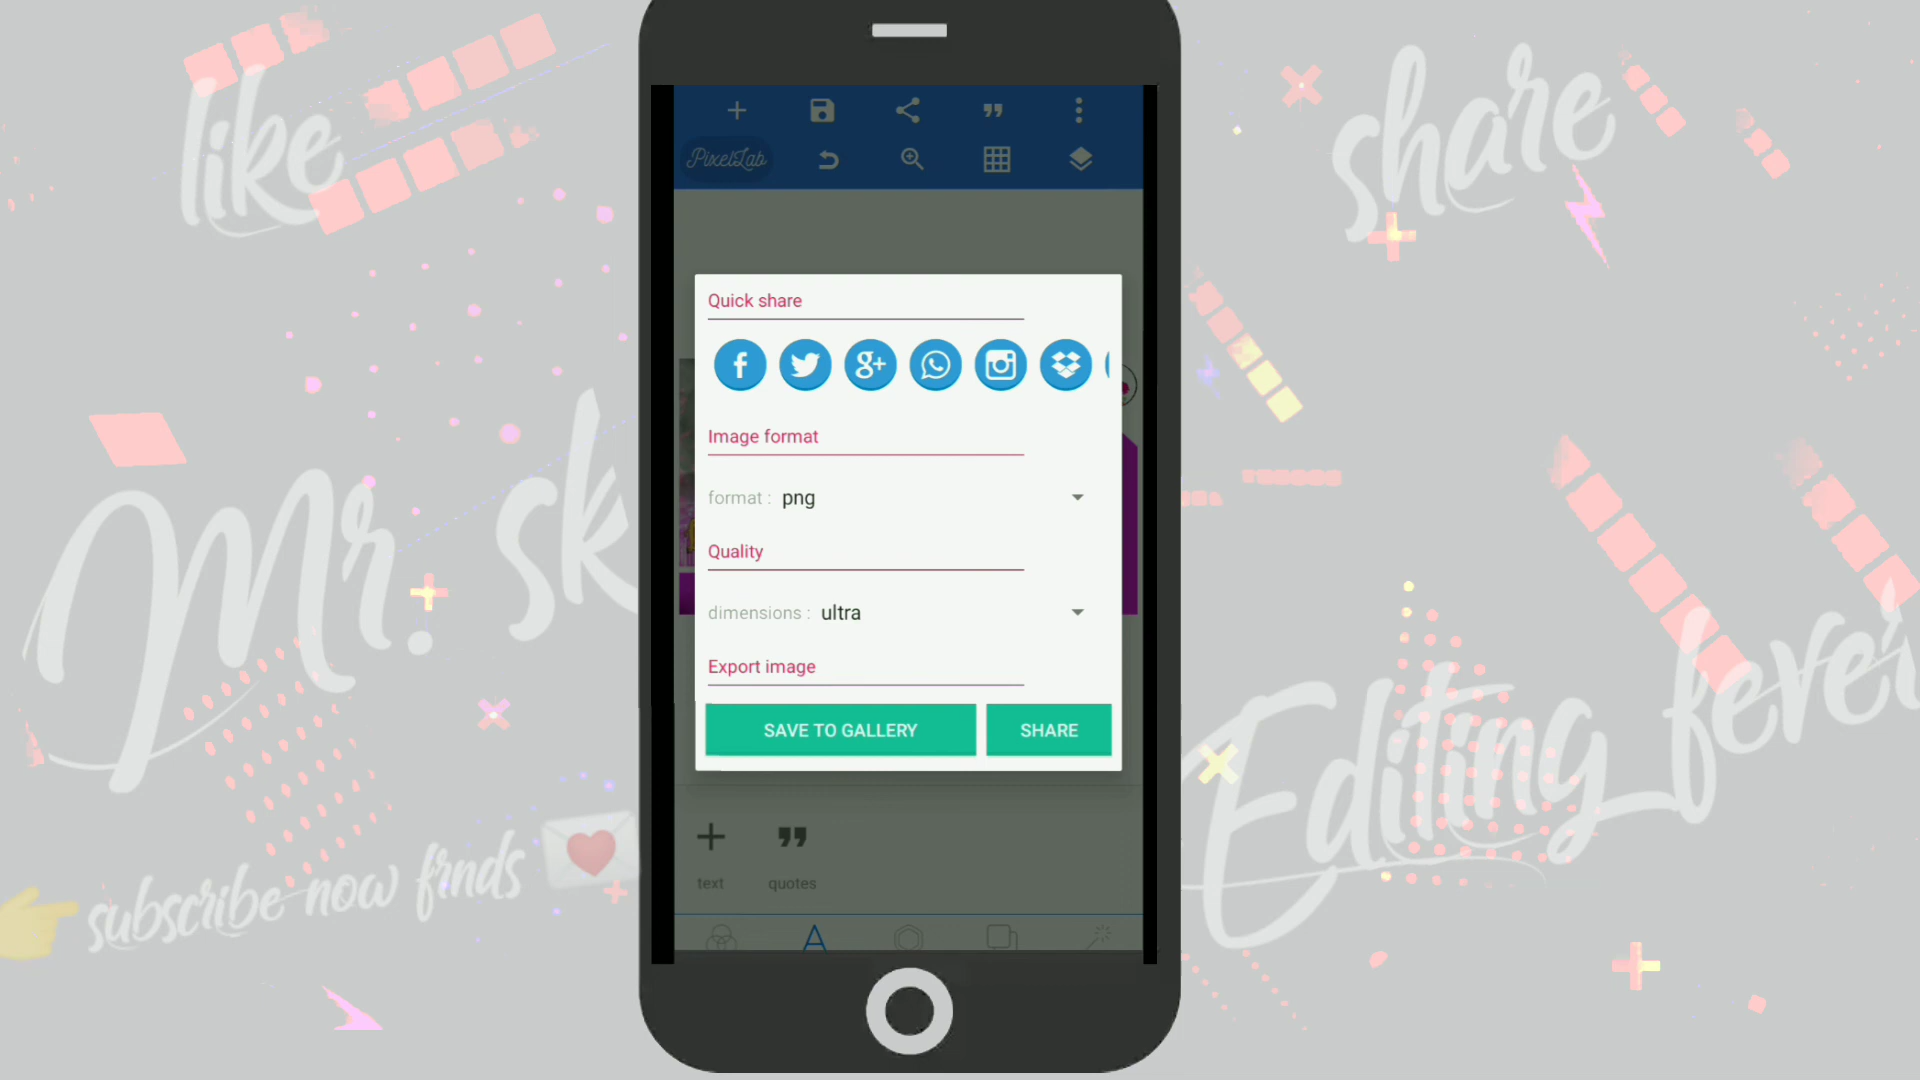 like
share
PixelLab
Quick share
Image format
format : png
Quality
dimensions : ultra
Export image
SAVE TO GALLERY
SHARE
Mr. sk
Editing fever
subscribe now frnds
text
quotes